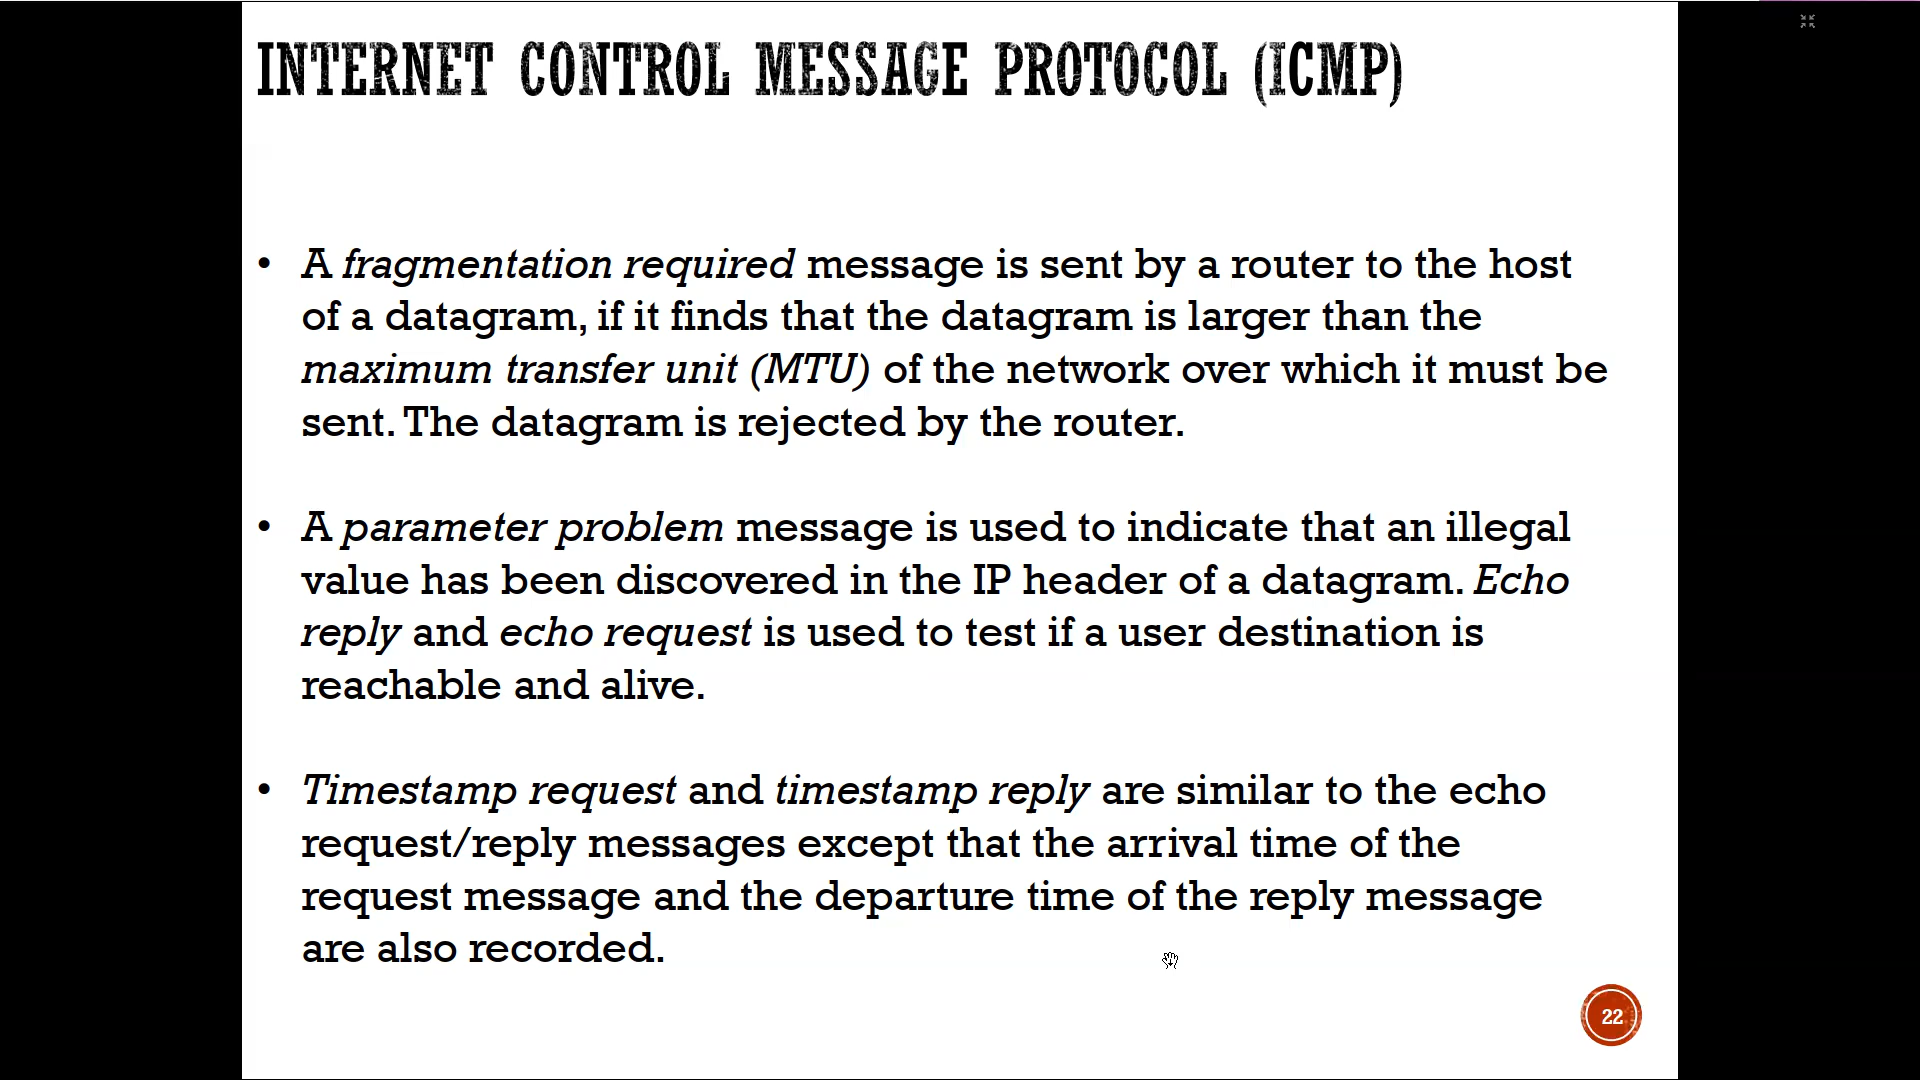 INTERNET CONTROL MESSAGE PROTOCOL (ICMP)
• A fragmentation required message is sent by a router to the host
of a datagram, if it finds that the datagram is larger than the
maximum transfer unit (MTU) of the network over which it must be
sent. The datagram is rejected by the router.
• A parameter problem message is used to indicate that an illegal
value has been discovered in the IP header of a datagram. Echo
reply and echo request is used to test if a user destination is
reachable and alive.
• Timestamp request and timestamp reply are similar to the echo
request/reply messages except that the arrival time of the
request message and the departure time of the reply message
are also recorded.
22